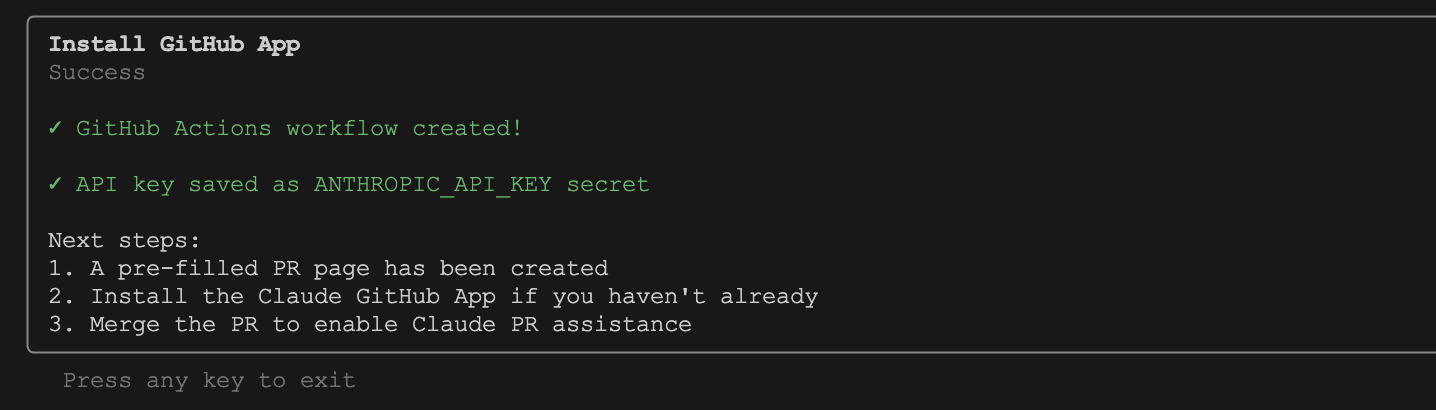 Install GitHub App
Success
✓ GitHub Actions workflow created!
✓ API key saved as ANTHROPIC_API_KEY secret
Next steps:
1. A pre-filled PR page has been created
2. Install the Claude GitHub App if you haven't already
3. Merge the PR to enable Claude PR assistance
Press any key to exit